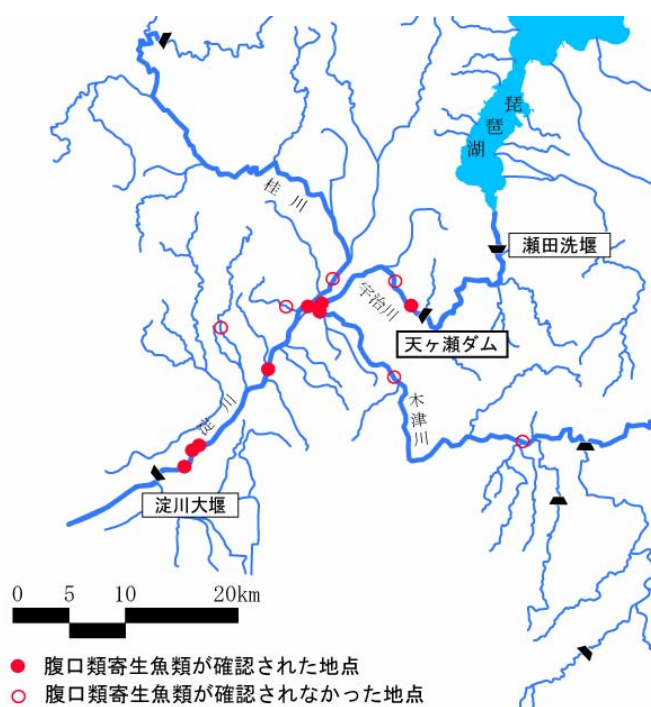 琵琶湖
瀬田洗堰
桂川
宇治川
天ヶ瀬ダム
木津川
淀川
淀川大堰
0 5 10 20km
腹口類寄生魚類が確認された地点
腹口類寄生魚類が確認されなかった地点